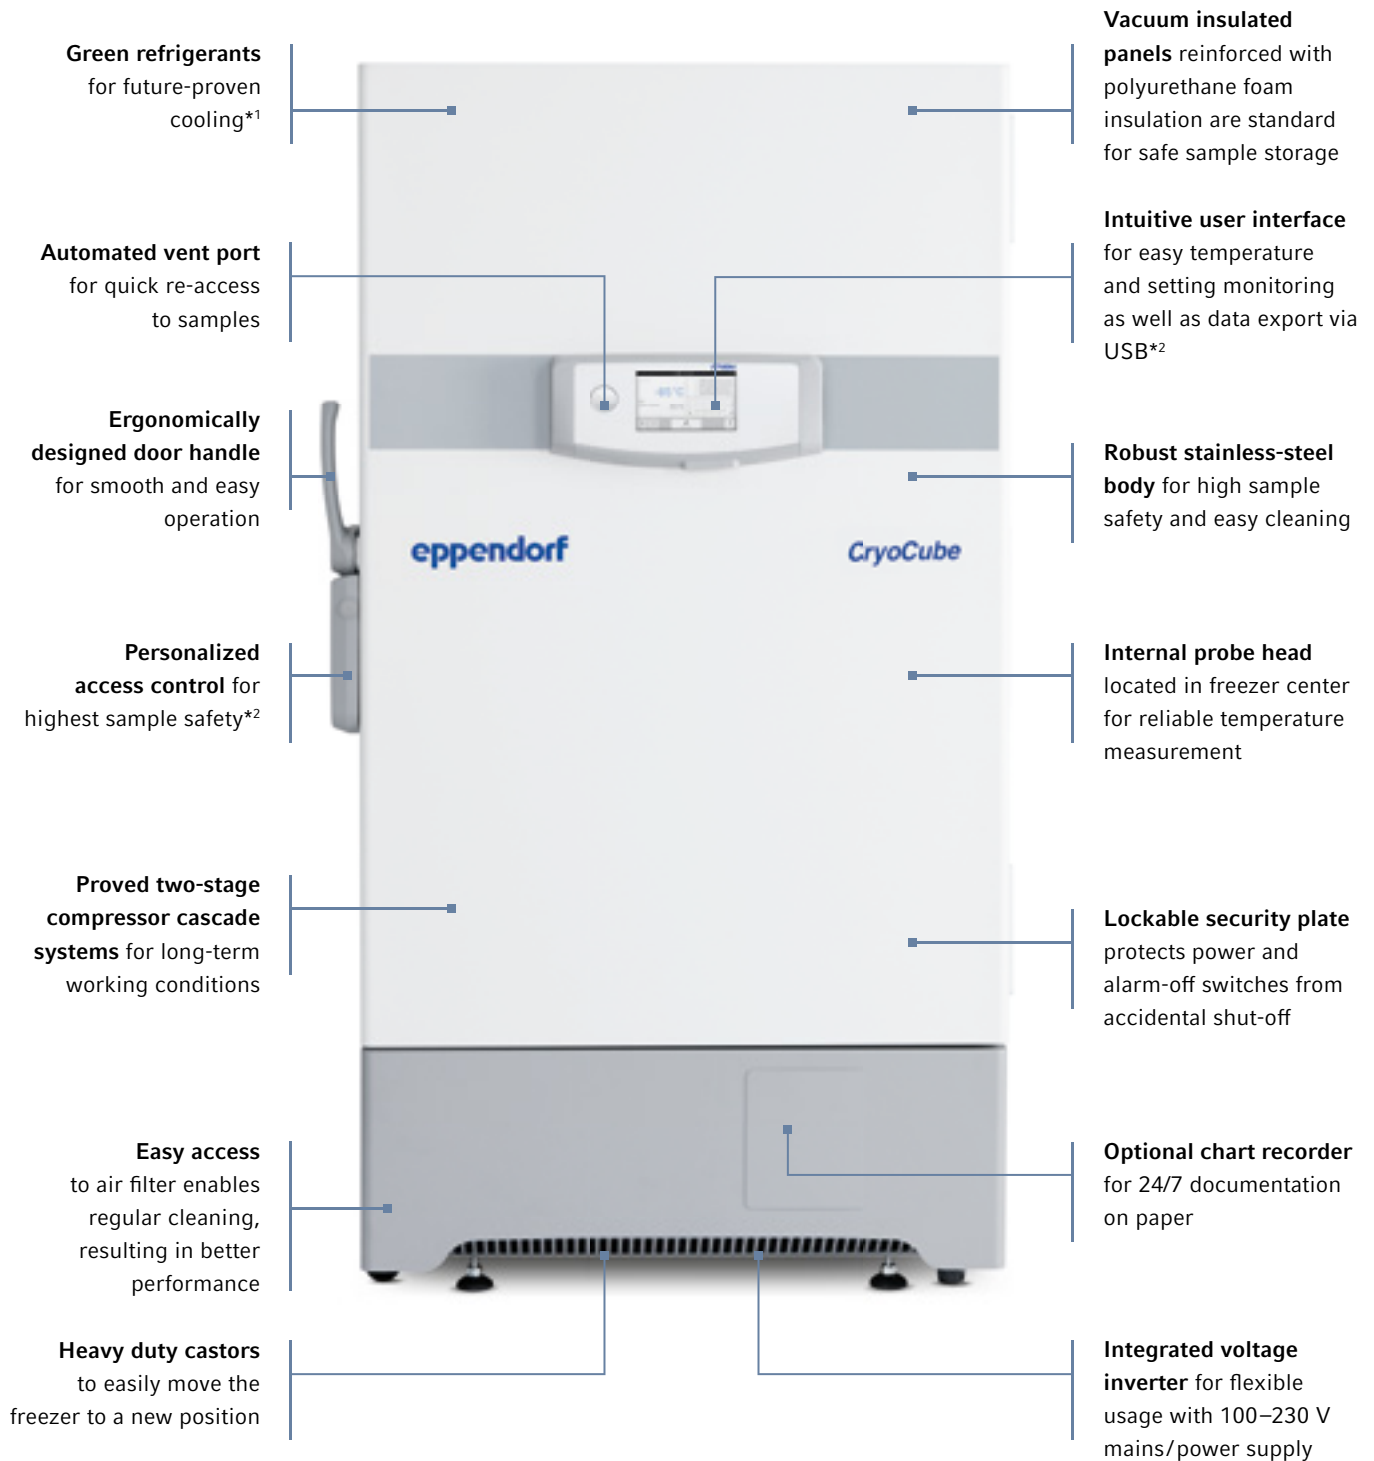 Green refrigerants
for future-proven
cooling*1
Automated vent port
for quick re-access
to samples
Ergonomically
designed door handle
for smooth and easy
operation
Personalized
access control for
highest sample safety*2
Proved two-stage
compressor cascade
systems for long-term
working conditions
Easy access
to air filter enables
regular cleaning,
resulting in better
performance
Heavy duty castors
to easily move the
freezer to a new position
eppendorf
CryoCube
Vacuum insulated
panels reinforced with
polyurethane foam
insulation are standard
for safe sample storage
Intuitive user interface
for easy temperature
and setting monitoring
as well as data export via
USB*2
Robust stainless-steel
body for high sample
safety and easy cleaning
Internal probe head
located in freezer center
for reliable temperature
measurement
Lockable security plate
protects power and
alarm-off switches from
accidental shut-off
Optional chart recorder
for 24/7 documentation
on paper
Integrated voltage
inverter for flexible
usage with 100–230 V
mains/power supply